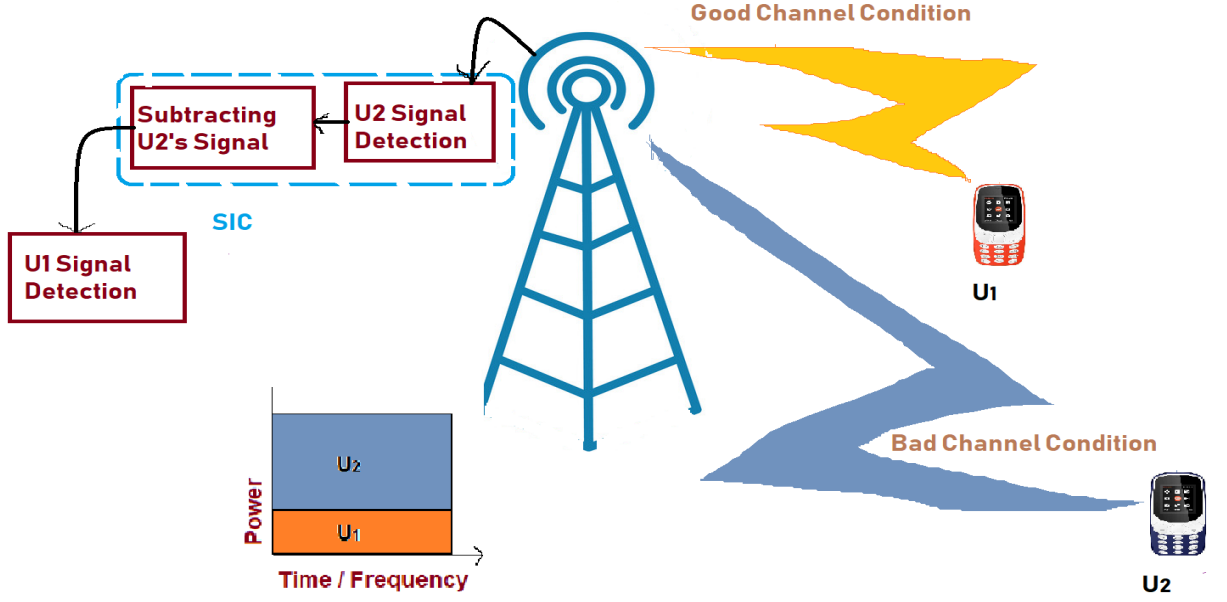 Good Channel Condition
Subtracting
U2's Signal
U2 Signal
Detection
SIC
U1 Signal
Detection
U1
Bad Channel Condition
U2
Power
U2
U1
Time / Frequency